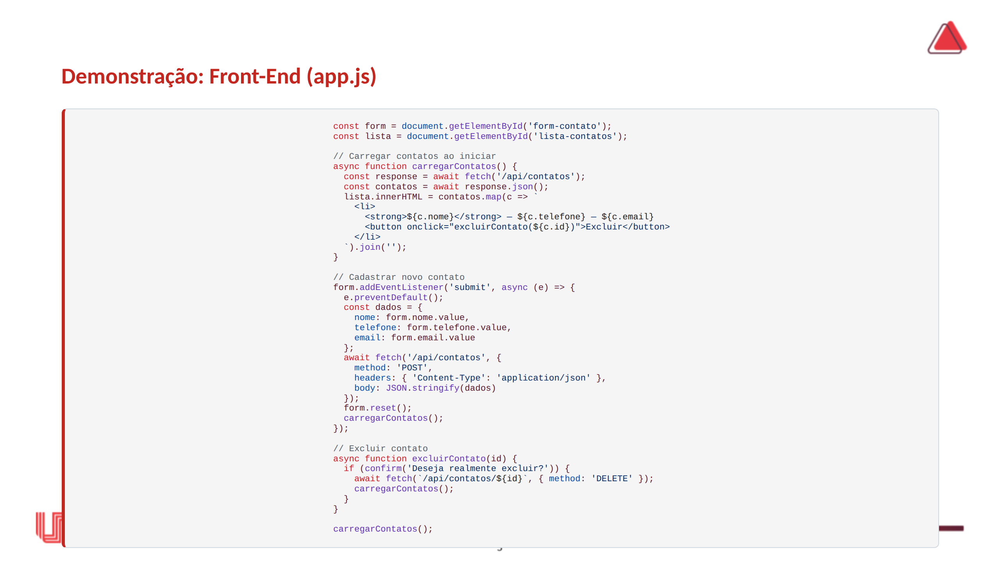 Demonstração: Front-End (app.js)
const form = document.getElementById('form-contato');
const lista = document.getElementById('lista-contatos');

// Carregar contatos ao iniciar
async function carregarContatos() {
  const response = await fetch('/api/contatos');
  const contatos = await response.json();
  lista.innerHTML = contatos.map(c => `
    <li>
      <strong>${c.nome}</strong> — ${c.telefone} — ${c.email}
      <button onclick="excluirContato(${c.id})">Excluir</button>
    </li>
  `).join('');
}

// Cadastrar novo contato
form.addEventListener('submit', async (e) => {
  e.preventDefault();
  const dados = {
    nome: form.nome.value,
    telefone: form.telefone.value,
    email: form.email.value
  };
  await fetch('/api/contatos', {
    method: 'POST',
    headers: { 'Content-Type': 'application/json' },
    body: JSON.stringify(dados)
  });
  form.reset();
  carregarContatos();
});

// Excluir contato
async function excluirContato(id) {
  if (confirm('Deseja realmente excluir?')) {
    await fetch(`/api/contatos/${id}`, { method: 'DELETE' });
    carregarContatos();
  }
}

carregarContatos();